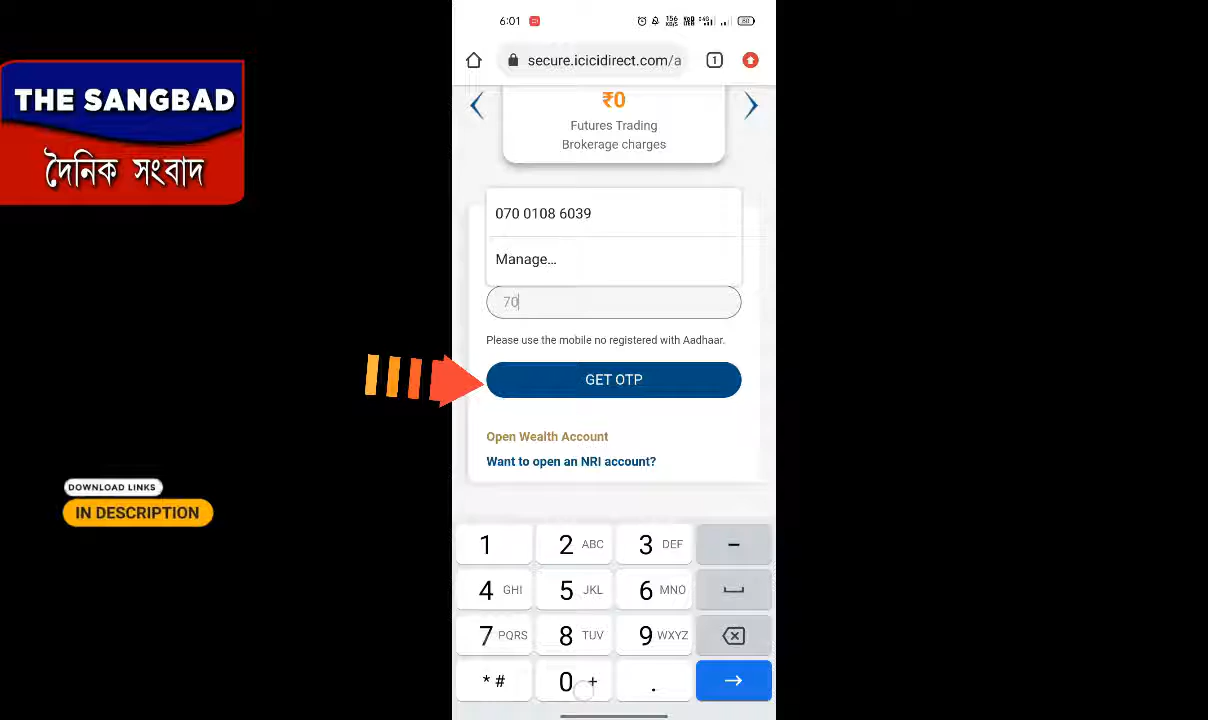 THE SANGBAD
দৈনিক সংবাদ
DOWNLOAD LINKS
IN DESCRIPTION
6:01
secure.icicidirect.com/a
1
₹0
Futures Trading
Brokerage charges
070 0108 6039
Manage...
70
Please use the mobile no registered with Aadhaar.
GET OTP
Open Wealth Account
Want to open an NRI account?
1 2 ABC 3 DEF –
4 GHI 5 JKL 6 MNO
7 PQRS 8 TUV 9 WXYZ
* # 0 + .